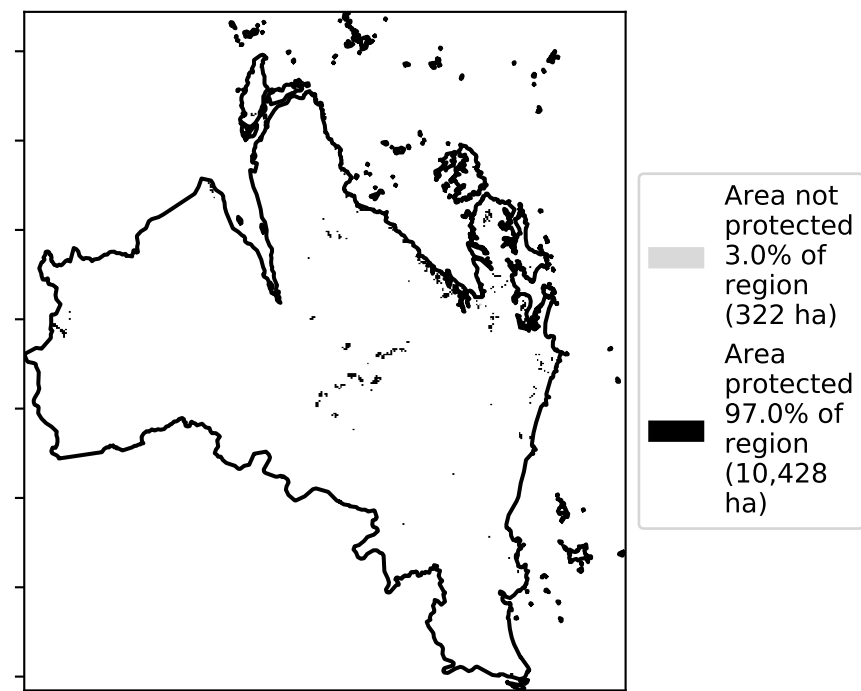 Area not
protected
3.0% of
region
(322 ha)
Area
protected
97.0% of
region
(10,428
ha)